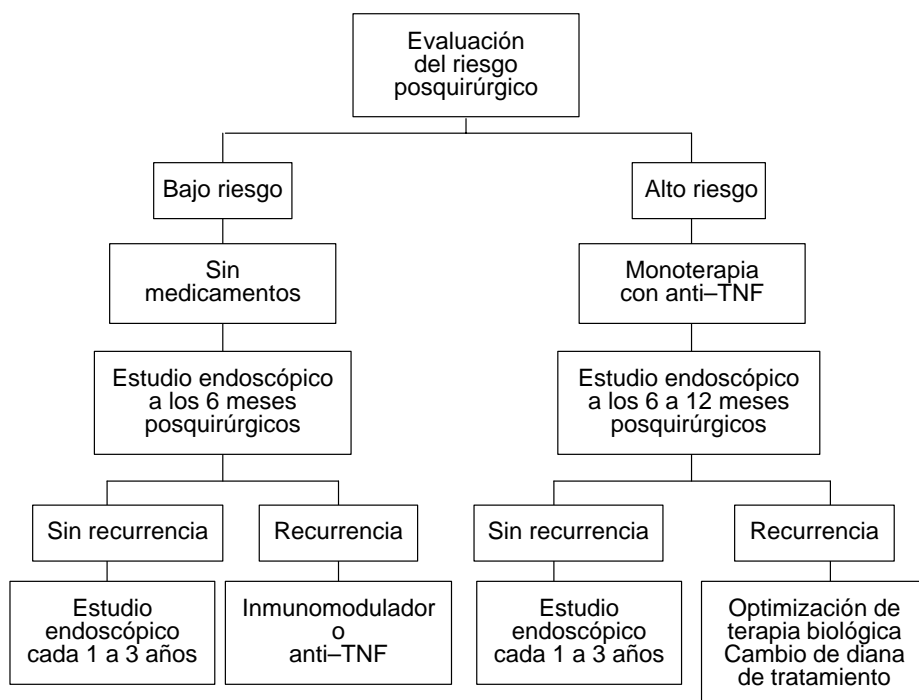 Evaluación
del riesgo
posquirúrgico
Bajo riesgo
Alto riesgo
Sin
medicamentos
Monoterapia
con anti–TNF
Estudio endoscópico
a los 6 meses
posquirúrgicos
Estudio endoscópico
a los 6 a 12 meses
posquirúrgicos
Sin recurrencia
Recurrencia
Sin recurrencia
Recurrencia
Estudio
endoscópico
cada 1 a 3 años
Inmunomodulador
o
anti–TNF
Estudio
endoscópico
cada 1 a 3 años
Optimización de
terapia biológica
Cambio de diana
de tratamiento